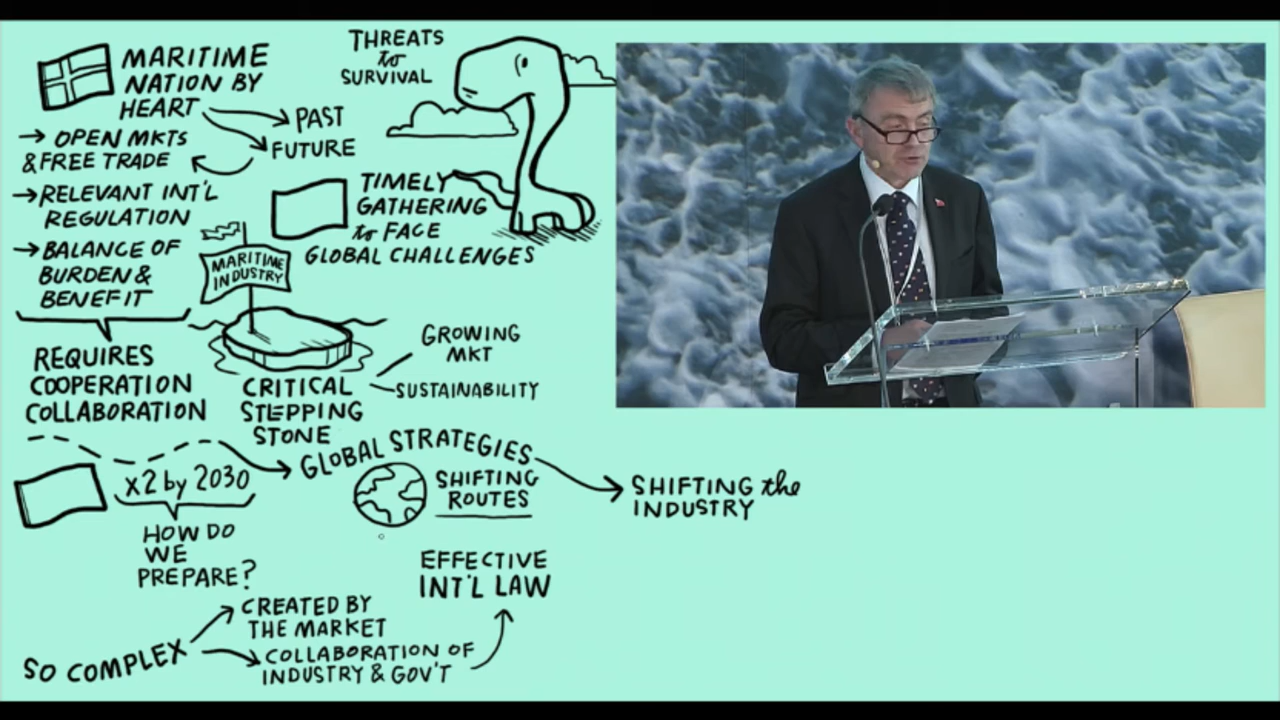 MARITIME
NATION BY
HEART
→ OPEN MKTS
& FREE TRADE
→ RELEVANT INT'L
REGULATION
→ BALANCE OF
BURDEN &
BENEFIT
REQUIRES
COOPERATION
COLLABORATION
PAST
FUTURE
THREATS
to
SURVIVAL
TIMELY
GATHERING
to FACE
GLOBAL CHALLENGES
MARITIME
INDUSTRY
CRITICAL
STEPPING
STONE
GROWING
MKT
SUSTAINABILITY
x2 by 2030
HOW DO
WE
PREPARE?
GLOBAL STRATEGIES
SHIFTING
ROUTES
SHIFTING the
INDUSTRY
SO COMPLEX
CREATED BY
THE MARKET
COLLABORATION OF
INDUSTRY & GOV'T
EFFECTIVE
INT'L LAW